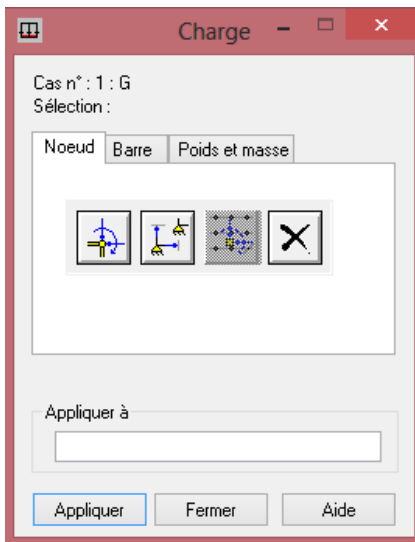 Charge
Cas n° : 1 : G
Sélection :
Noeud Barre Poids et masse
Appliquer à
Appliquer Fermer Aide